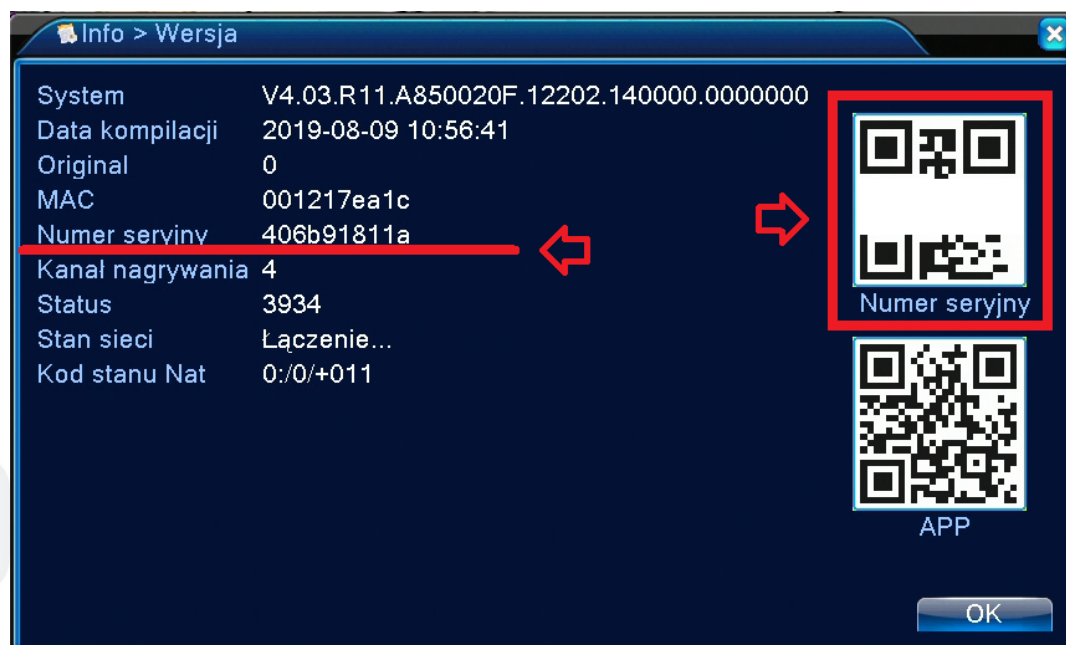 Info > Wersja
System V4.03.R11.A850020F.12202.140000.0000000
Data kompilacji 2019-08-09 10:56:41
Original 0
MAC 001217ea1c
Numer seryjny 406b91811a
Kanał nagrywania 4
Status 3934
Stan sieci Łączenie...
Kod stanu Nat 0:/0/+011
Numer seryjny
APP
OK